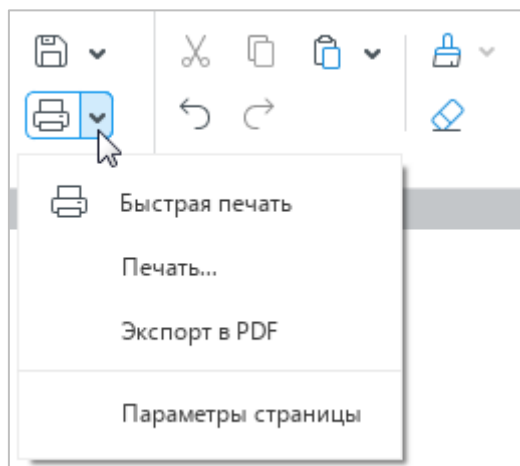 Быстрая печать
Печать...
Экспорт в PDF
Параметры страницы